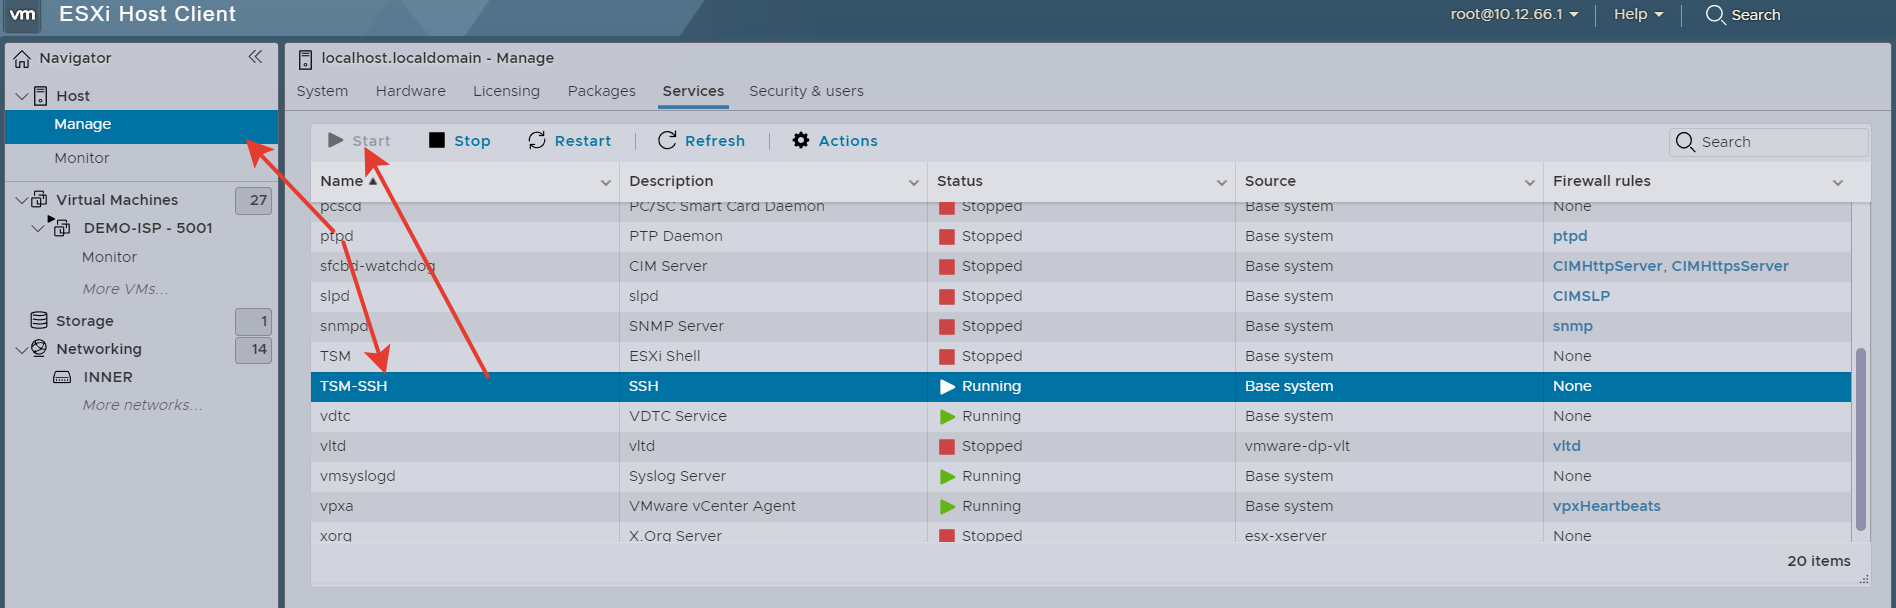 vm ESXi Host Client root@10.12.66.1 Help Search
Navigator
Host
Manage
Monitor
Virtual Machines 27
DEMO-ISP - 5001
Monitor
More VMs...
Storage 1
Networking 14
INNER
More networks...
localhost.localdomain - Manage
System Hardware Licensing Packages Services Security & users
Start Stop Restart Refresh Actions Search
Name Description Status Source Firewall rules
pcscd PC/SC Smart Card Daemon Stopped Base system None
ptpd PTP Daemon Stopped Base system ptpd
sfcbd-watchdog CIM Server Stopped Base system CIMHttpServer, CIMHttpsServer
slpd slpd Stopped Base system CIMSLP
snmpd SNMP Server Stopped Base system snmp
TSM ESXi Shell Stopped Base system None
TSM-SSH SSH Running Base system None
vdtc VDTC Service Running Base system None
vltd vltd Stopped vmware-dp-vlt vltd
vmsyslogd Syslog Server Running Base system None
vpxa VMware vCenter Agent Running Base system vpxHeartbeats
xorg X.Org Server Stopped esx-xserver None
20 items